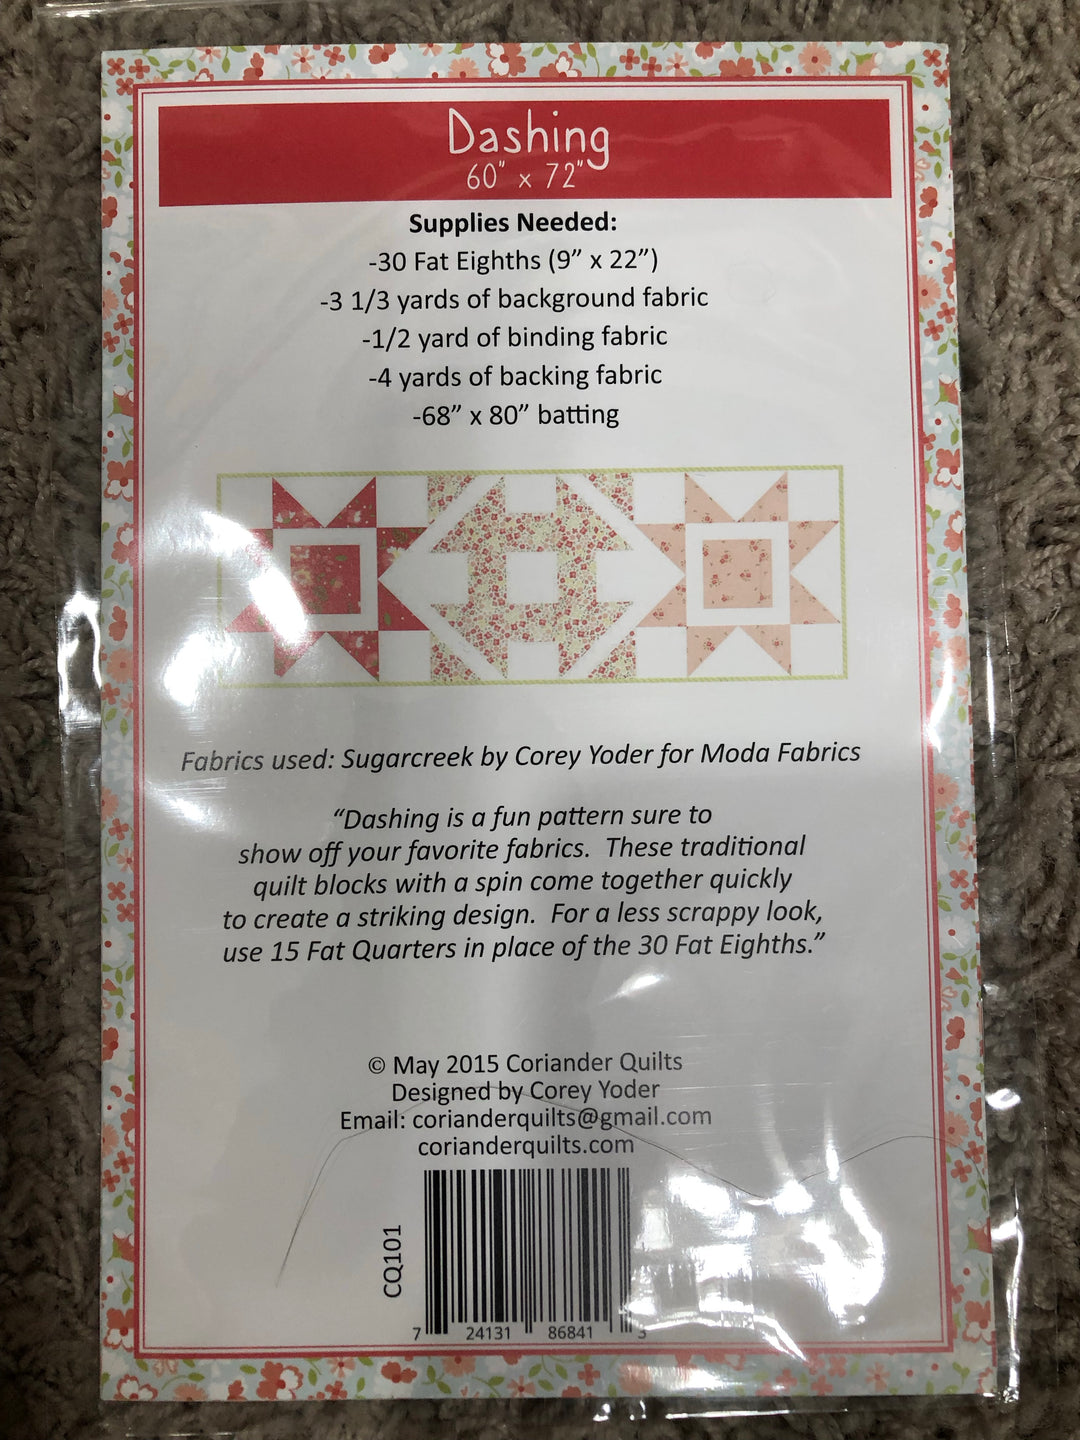 Dashing
60" x 72"
Supplies Needed:
-30 Fat Eighths (9” x 22”)
-3 1/3 yards of background fabric
-1/2 yard of binding fabric
-4 yards of backing fabric
-68” x 80” batting
Fabrics used: Sugarcreek by Corey Yoder for Moda Fabrics
“Dashing is a fun pattern sure to
show off your favorite fabrics.  These traditional
quilt blocks with a spin come together quickly
to create a striking design.  For a less scrappy look,
use 15 Fat Quarters in place of the 30 Fat Eighths.”
© May 2015 Coriander Quilts
Designed by Corey Yoder
Email: corianderquilts@gmail.com
corianderquilts.com
CQ101
7 24131 86841 3